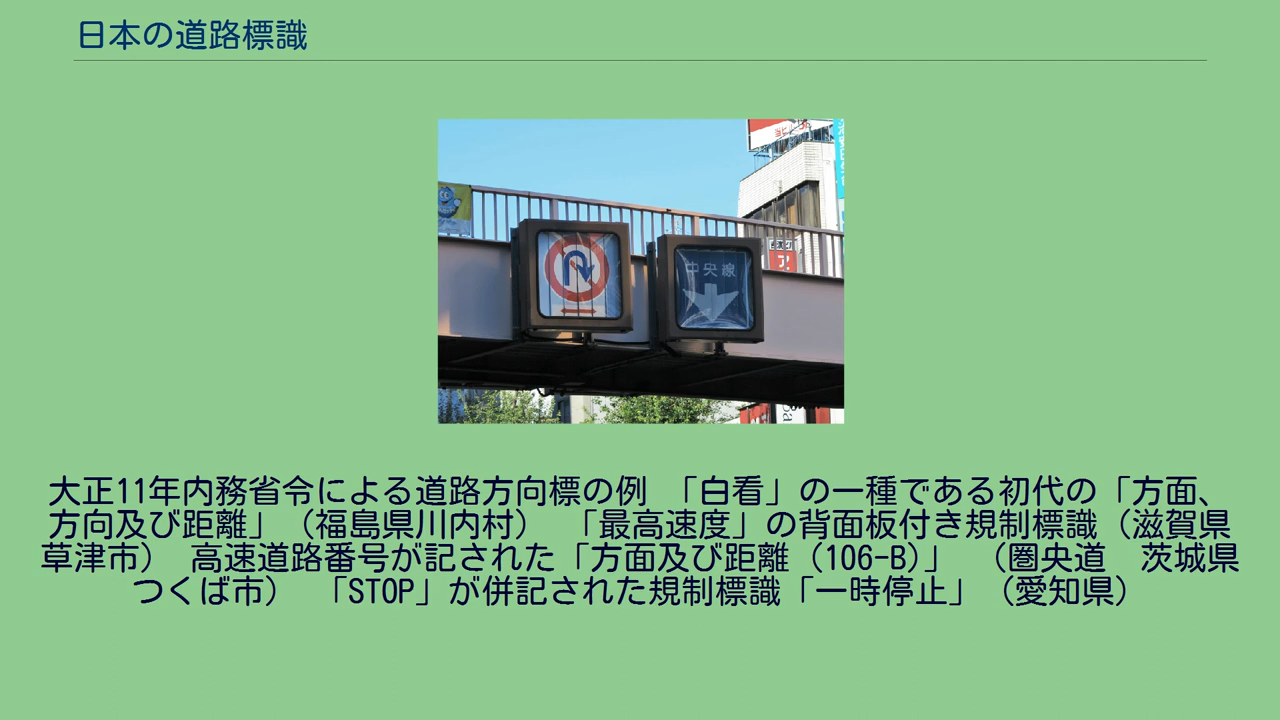 日本の道路標識
中央線
ア
大正11年内務省令による道路方向標の例　「白看」の一種である初代の「方面、
方向及び距離」（福島県川内村）　「最高速度」の背面板付き規制標識（滋賀県
草津市）　高速道路番号が記された「方面及び距離（106-B)」　（圏央道　茨城県
つくば市）　「STOP」が併記された規制標識「一時停止」（愛知県）